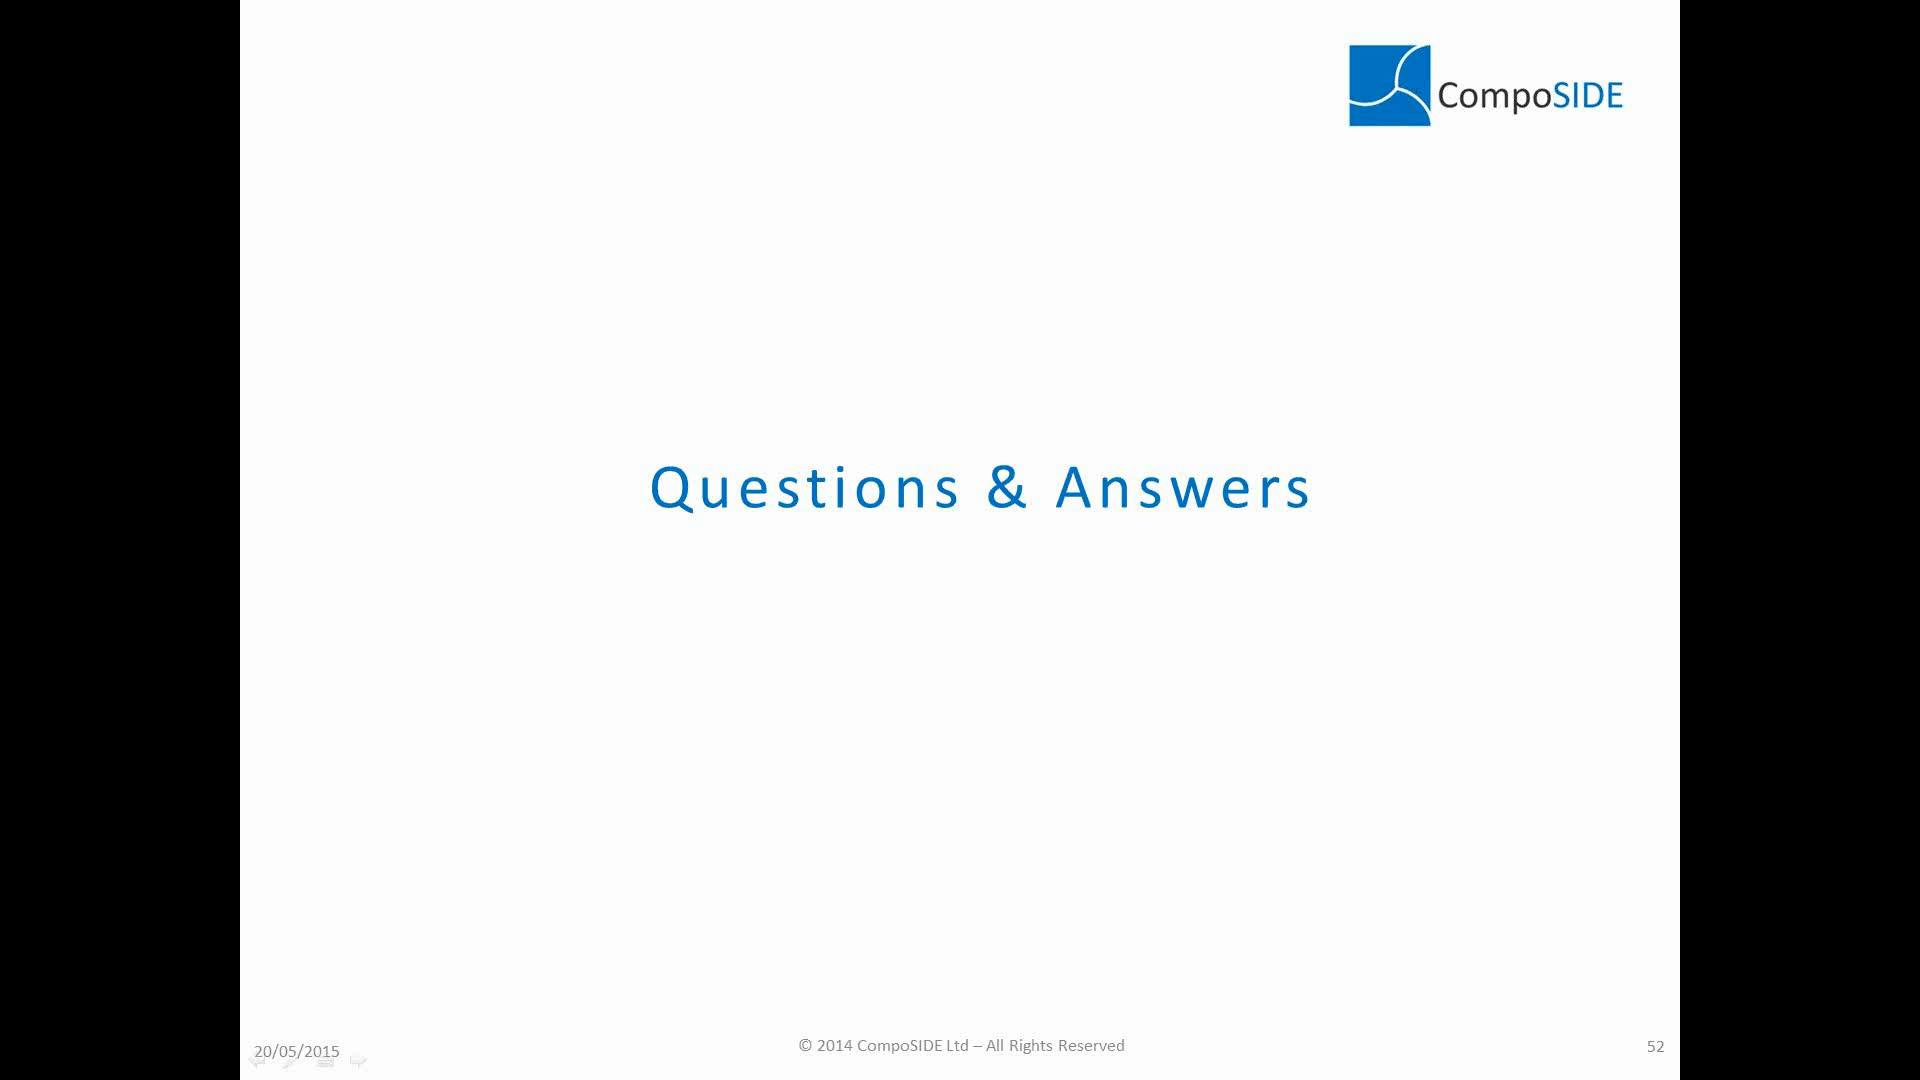 CompoSIDE
Questions & Answers
20/05/2015
© 2014 CompoSIDE Ltd – All Rights Reserved
52